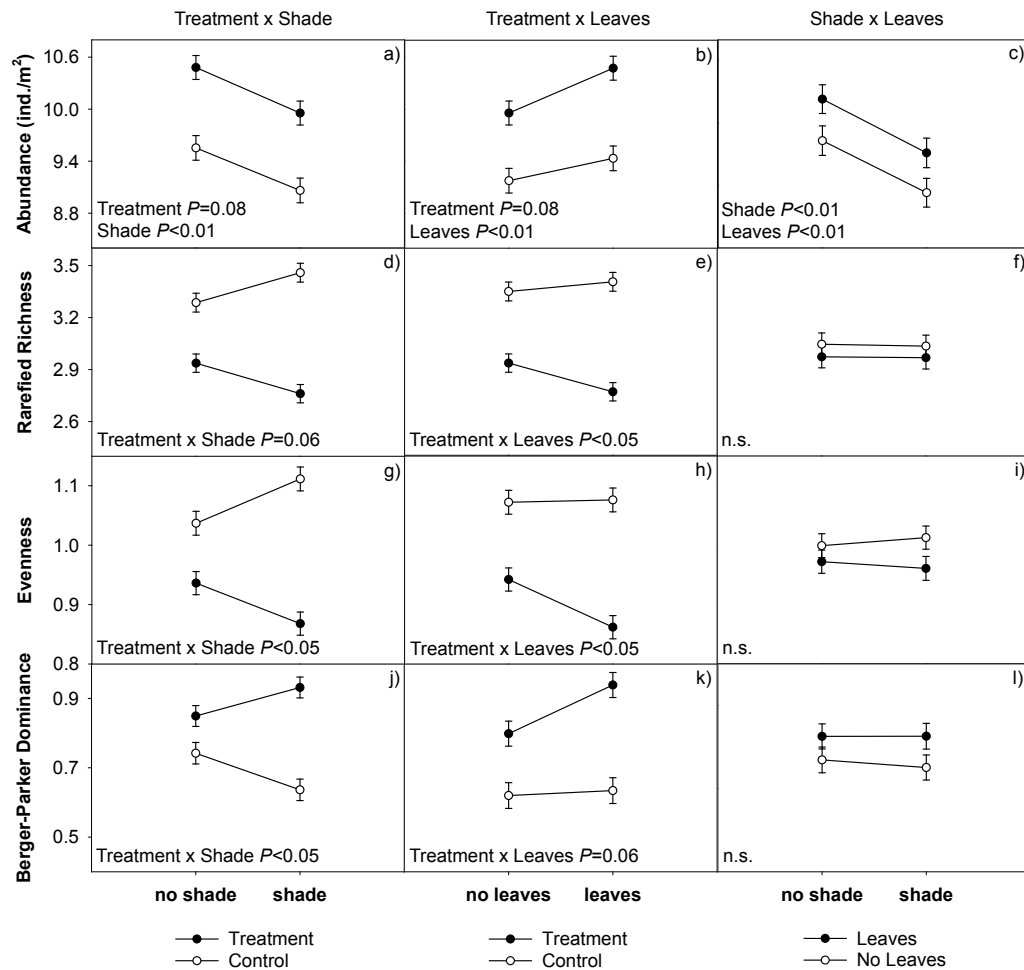 Treatment x Shade Treatment x Leaves Shade x Leaves
Abundance (ind./m²)
10.6
10.0
9.4
8.8
a)
Treatment P=0.08
Shade P<0.01
b)
Treatment P=0.08
Leaves P<0.01
c)
Shade P<0.01
Leaves P<0.01
Rarefied Richness
3.5
3.2
2.9
2.6
d)
Treatment x Shade P=0.06
e)
Treatment x Leaves P<0.05
f)
n.s.
Evenness
1.1
1.0
0.9
0.8
g)
Treatment x Shade P<0.05
h)
Treatment x Leaves P<0.05
i)
n.s.
Berger-Parker Dominance
0.9
0.7
0.5
j)
Treatment x Shade P<0.05
k)
Treatment x Leaves P=0.06
l)
n.s.
no shade shade no leaves leaves no shade shade
Treatment Treatment Leaves
Control Control No Leaves